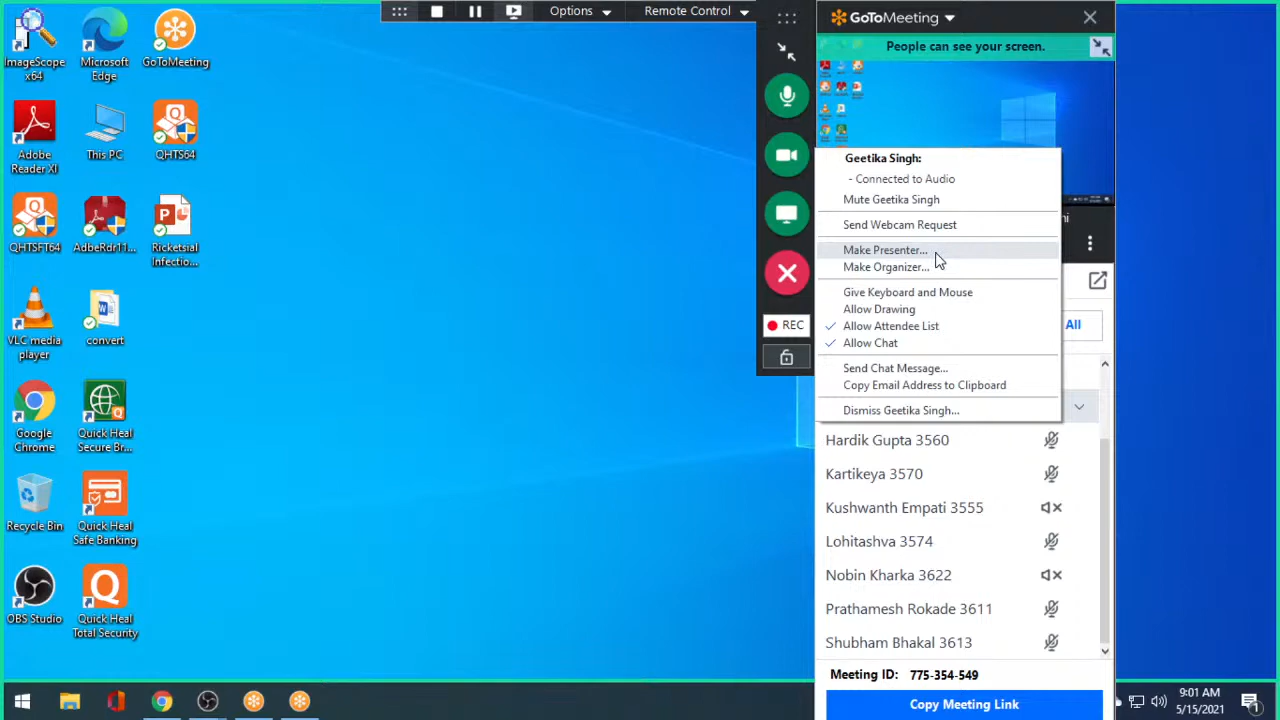 ImageScope
x64
Microsoft
Edge
GoToMeeting
Adobe
Reader XI
This PC
QHTS64
QHTSFT64
AdbeRdr11...
Ricketsial
Infectio...
VLC media
player
convert
Google
Chrome
Quick Heal
Secure Br...
Recycle Bin
Quick Heal
Safe Banking
OBS Studio
Quick Heal
Total Security
Options
Remote Control
GoToMeeting
People can see your screen.
REC
Geetika Singh:
- Connected to Audio
Mute Geetika Singh
Send Webcam Request
Make Presenter...
Make Organizer...
Give Keyboard and Mouse
Allow Drawing
Allow Attendee List
Allow Chat
Send Chat Message...
Copy Email Address to Clipboard
Dismiss Geetika Singh...
All
Hardik Gupta 3560
Kartikeya 3570
Kushwanth Empati 3555
Lohitashva 3574
Nobin Kharka 3622
Prathamesh Rokade 3611
Shubham Bhakal 3613
Meeting ID: 775-354-549
Copy Meeting Link
9:01 AM
5/15/2021
1